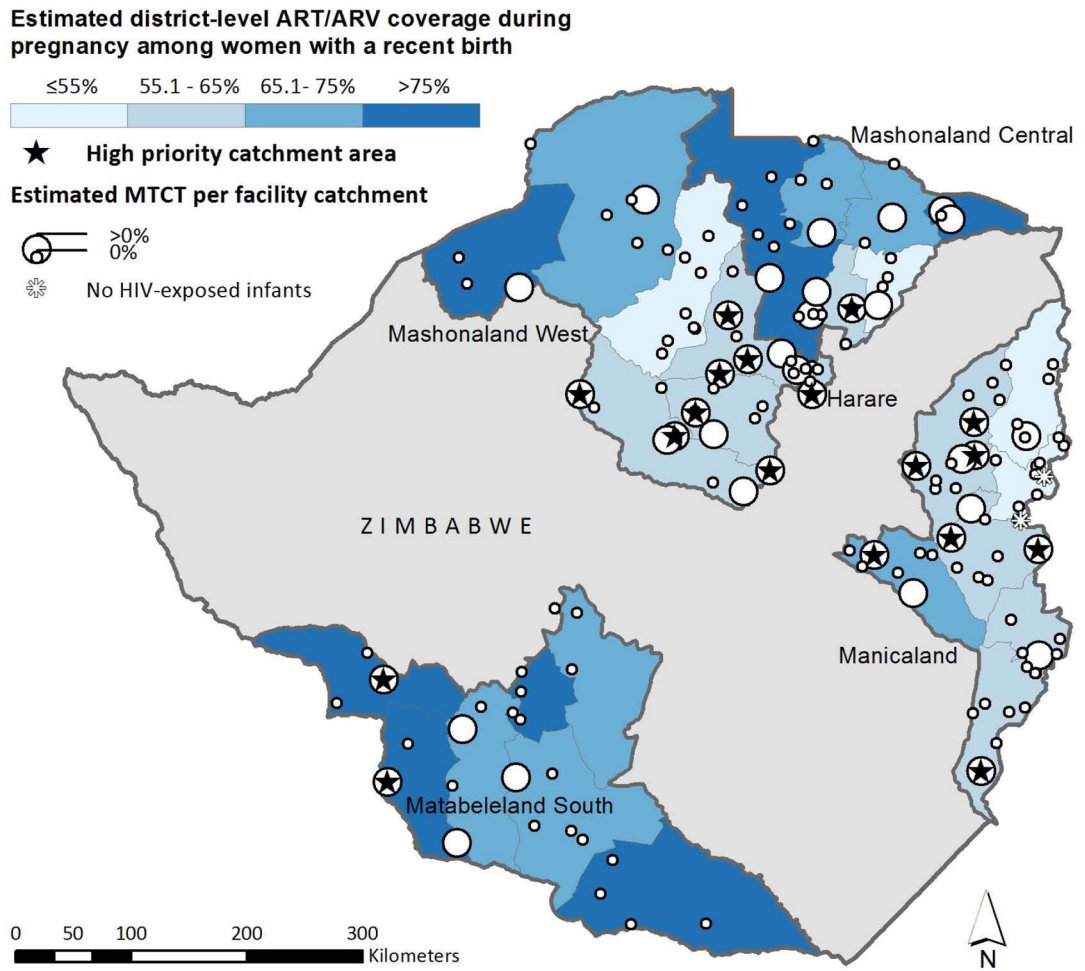 Estimated district-level ART/ARV coverage during
pregnancy among women with a recent birth
≤55% 55.1 - 65% 65.1- 75% >75%
High priority catchment area
Estimated MTCT per facility catchment
>0%
0%
No HIV-exposed infants
Mashonaland Central
Mashonaland West
Harare
ZIMBABWE
Manicaland
Matabeleland South
0 50 100 200 300
Kilometers
N